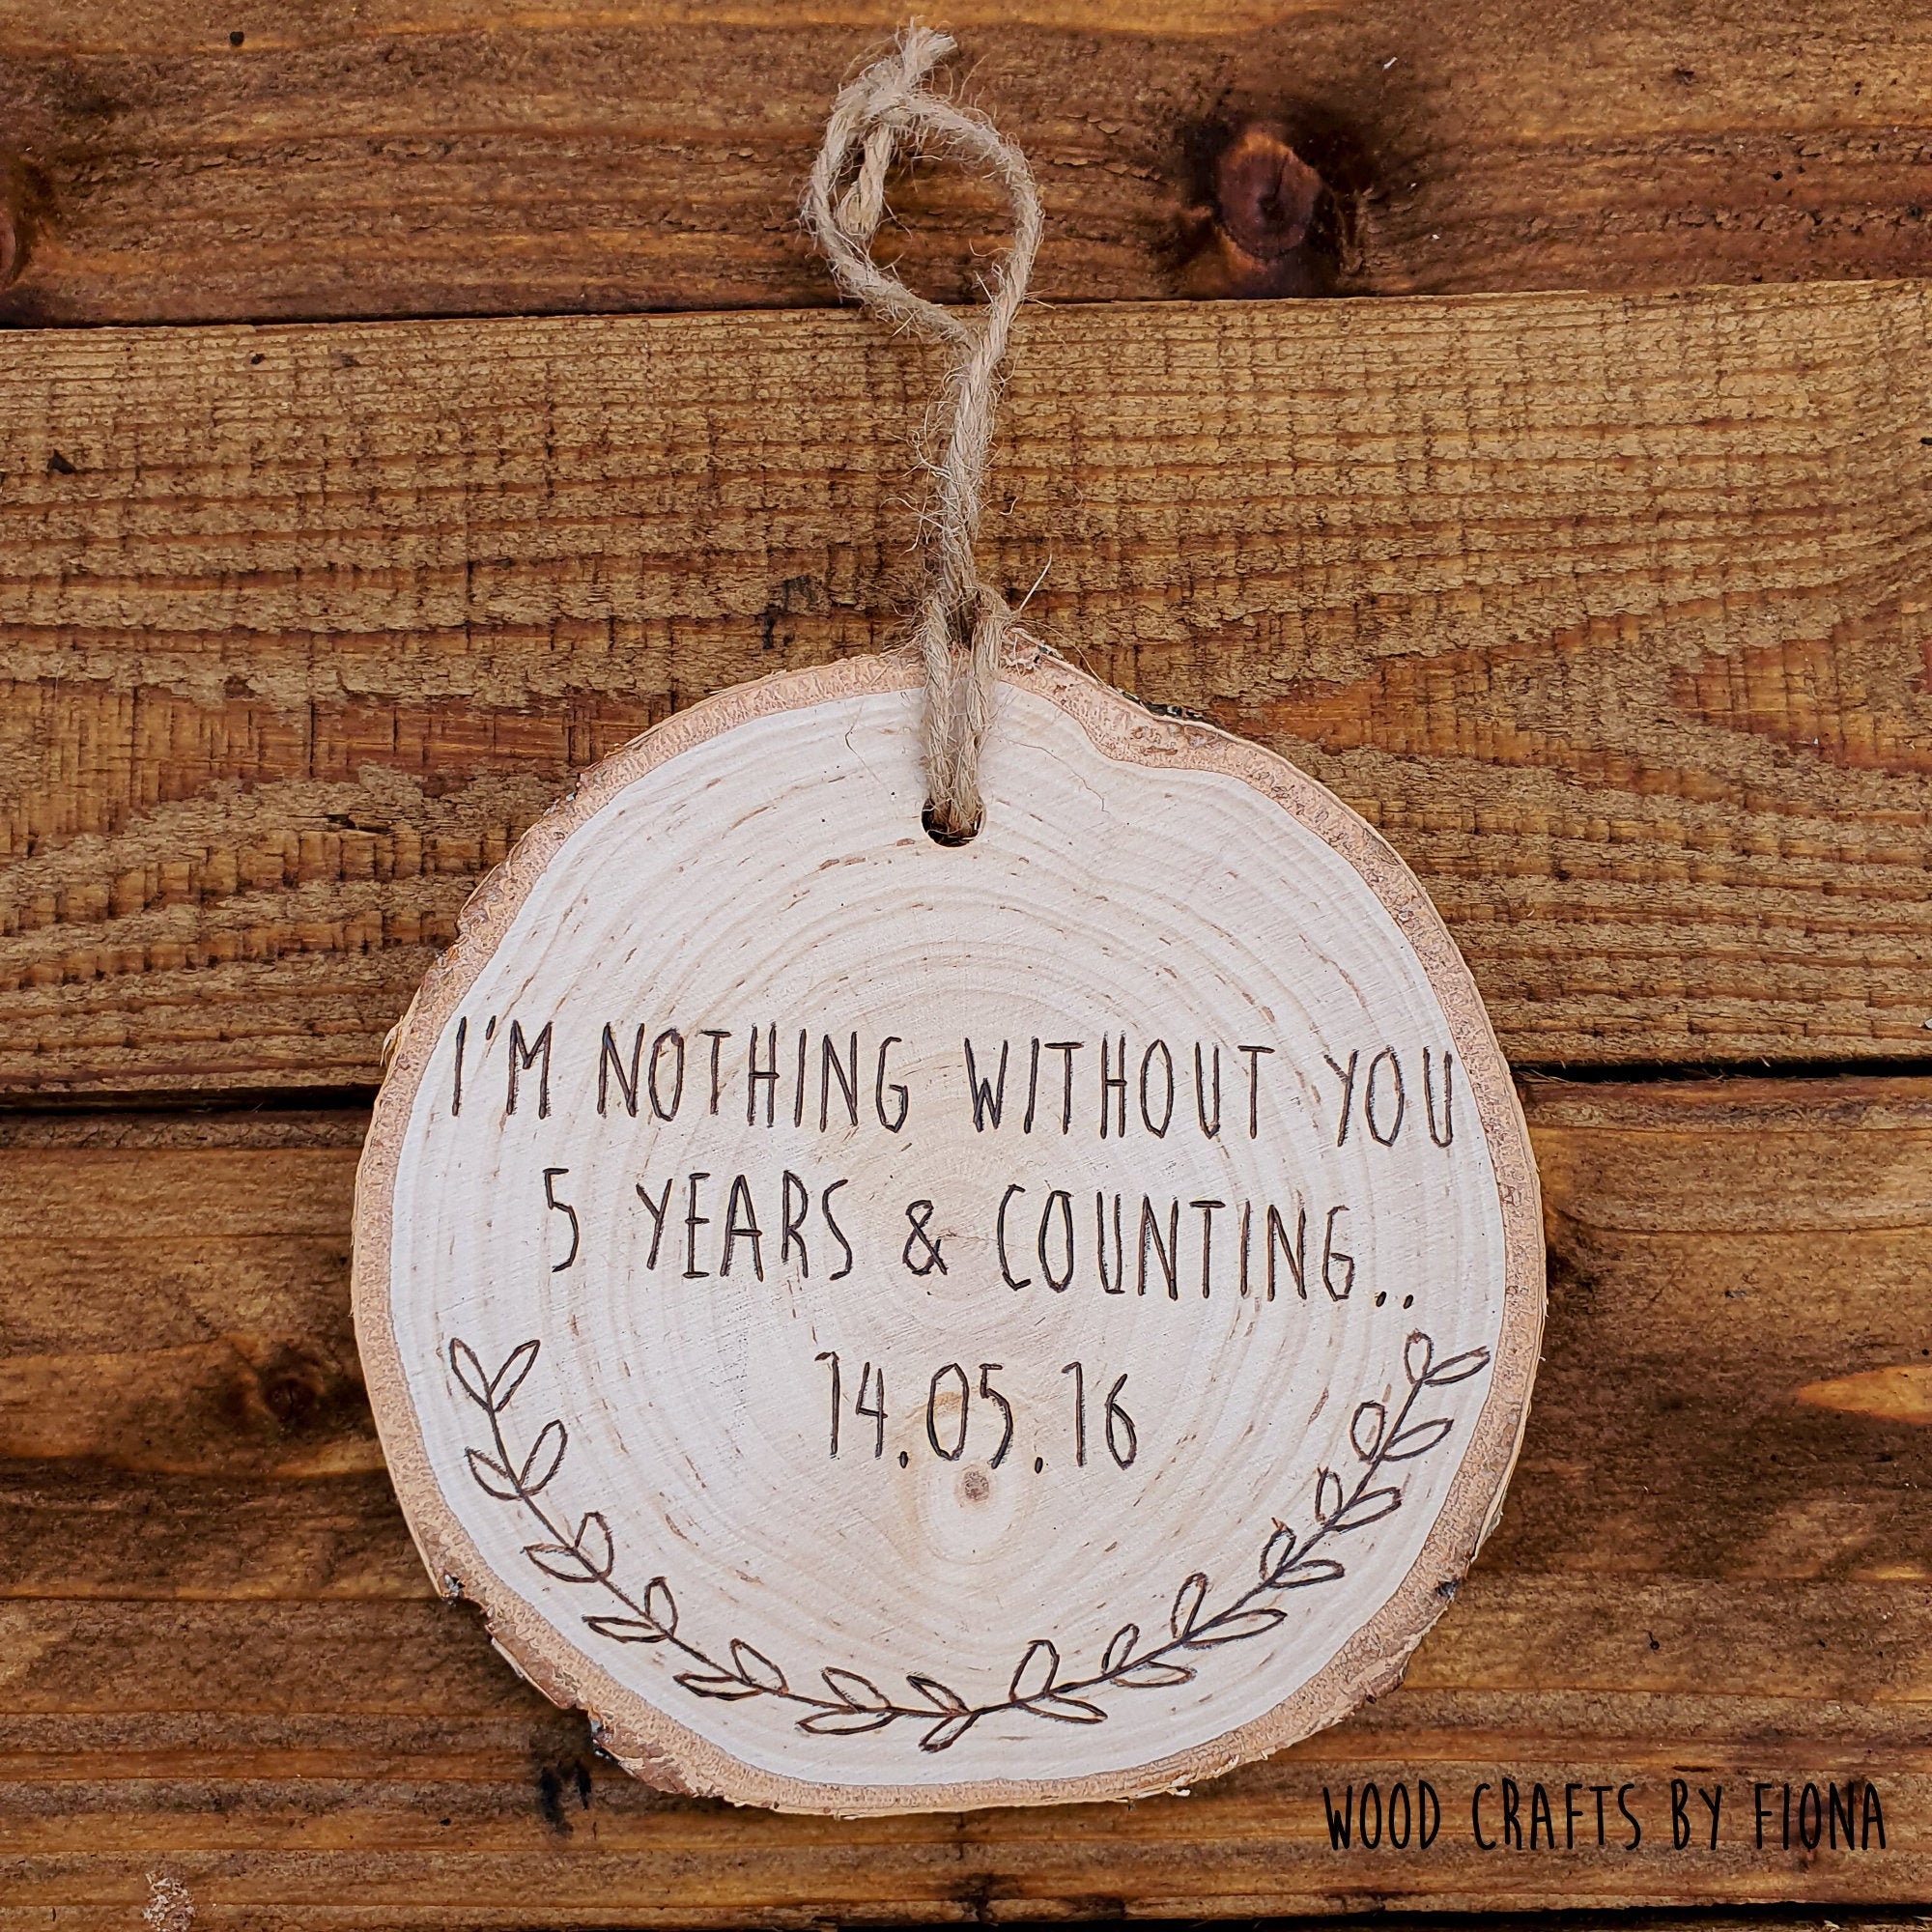 I'M NOTHING WITHOUT YOU
5 YEARS & COUNTING..
14.05.16
WOOD CRAFTS BY FIONA